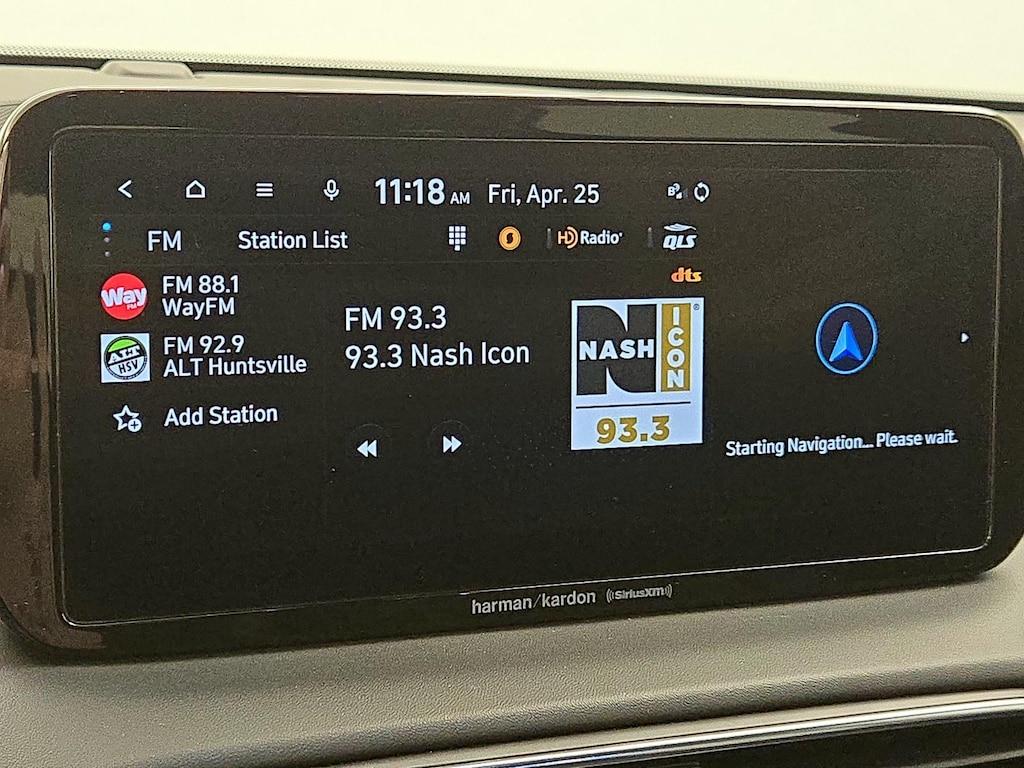 11:18 AM Fri, Apr. 25
FM Station List HD Radio QLS
dts
Way FM
FM 88.1
WayFM
ALT HSV
FM 92.9
ALT Huntsville
Add Station
FM 93.3
93.3 Nash Icon
NASH ICON
93.3
Starting Navigation... Please wait.
harman/kardon ((SiriusXM))